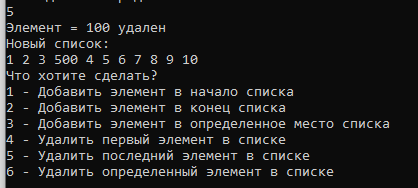 5
Элемент = 100 удален
Новый список:
1 2 3 500 4 5 6 7 8 9 10
Что хотите сделать?
1 - Добавить элемент в начало списка
2 - Добавить элемент в конец списка
3 - Добавить элемент в определенное место списка
4 - Удалить первый элемент в списке
5 - Удалить последний элемент в списке
6 - Удалить определенный элемент в списке